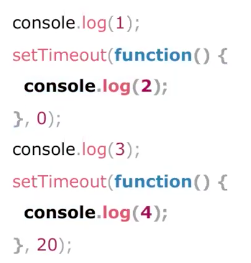 console.log(1);
setTimeout(function() {
  console.log(2);
}, 0);
console.log(3);
setTimeout(function() {
  console.log(4);
}, 20);